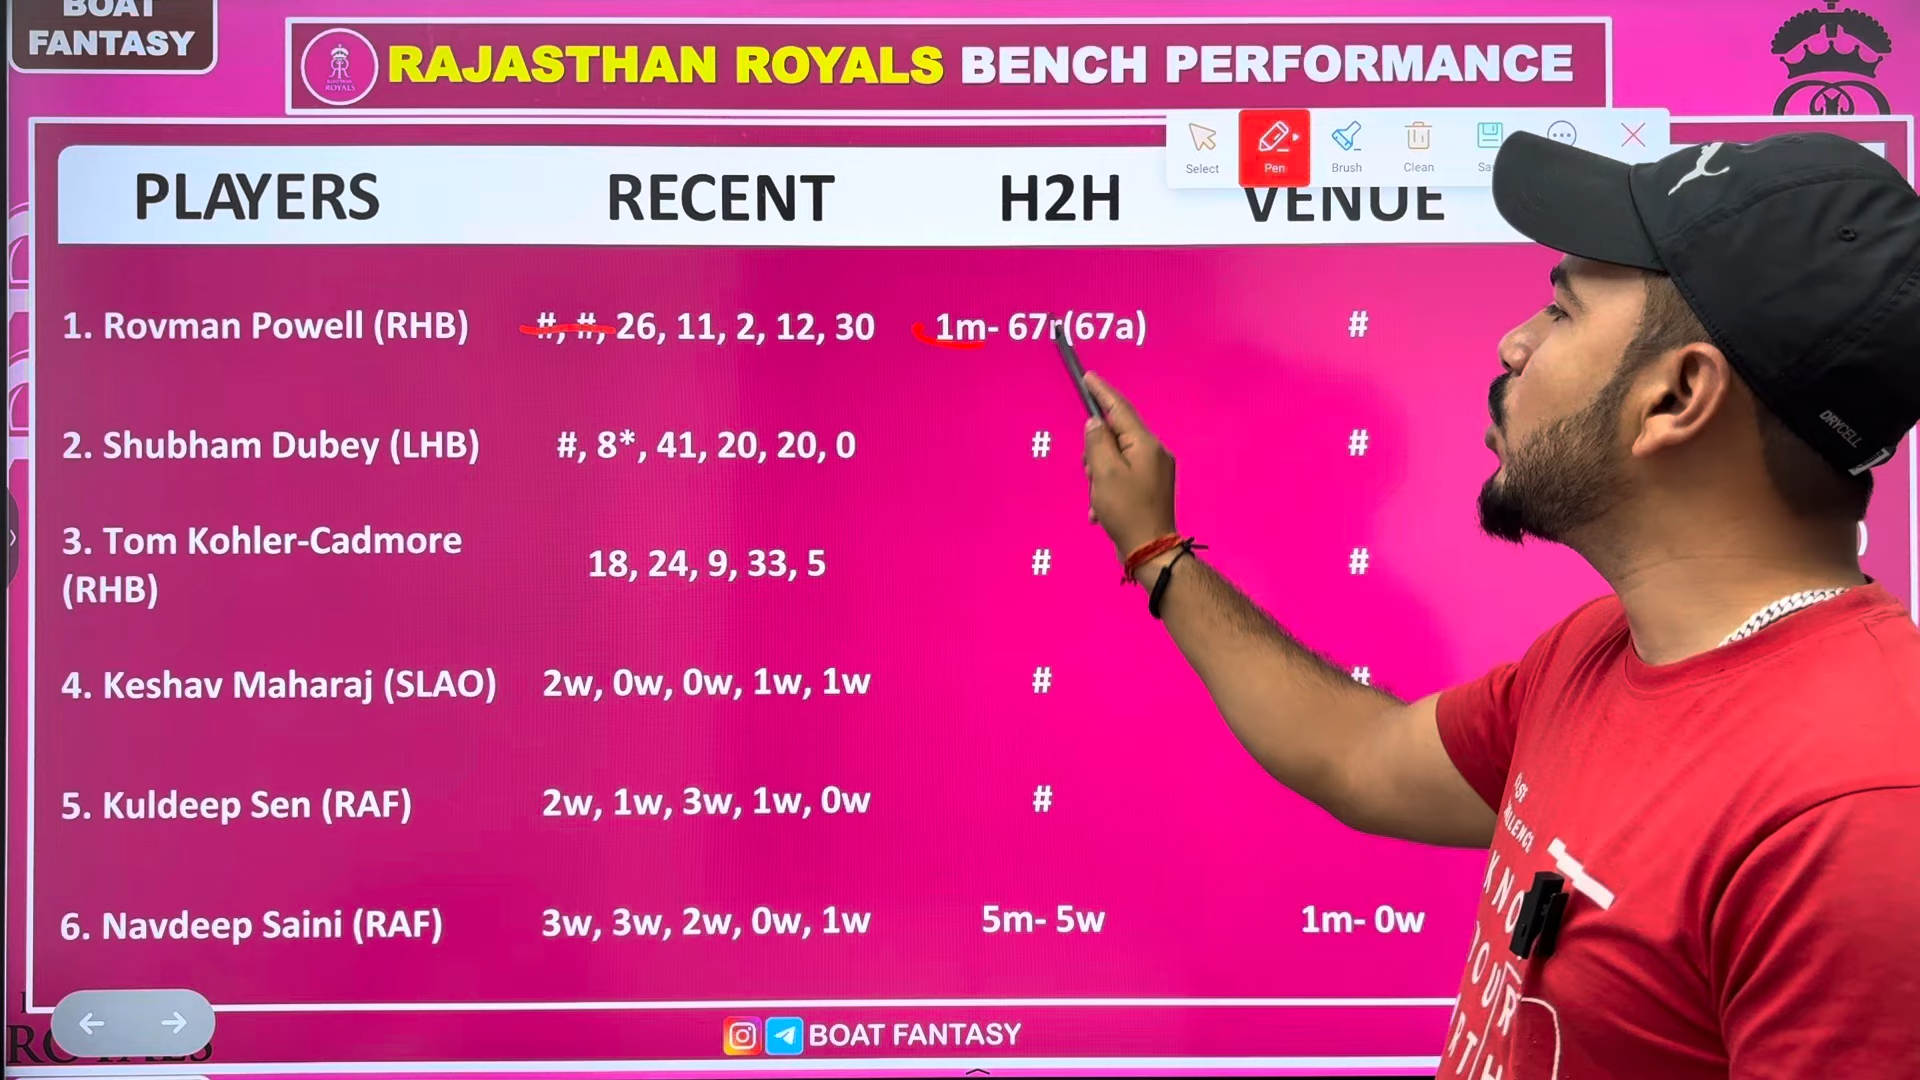 BOAT
FANTASY
ROYALS
RAJASTHAN ROYALS BENCH PERFORMANCE
Select Pen Brush Clean
PLAYERS RECENT H2H VENUE
1. Rovman Powell (RHB) #, #, 26, 11, 2, 12, 30 1m- 67r(67a) #
2. Shubham Dubey (LHB) #, 8*, 41, 20, 20, 0 # #
3. Tom Kohler-Cadmore
(RHB) 18, 24, 9, 33, 5 # #
4. Keshav Maharaj (SLAO) 2w, 0w, 0w, 1w, 1w # #
5. Kuldeep Sen (RAF) 2w, 1w, 3w, 1w, 0w #
6. Navdeep Saini (RAF) 3w, 3w, 2w, 0w, 1w 5m- 5w 1m- 0w
BOAT FANTASY
DRYCELL